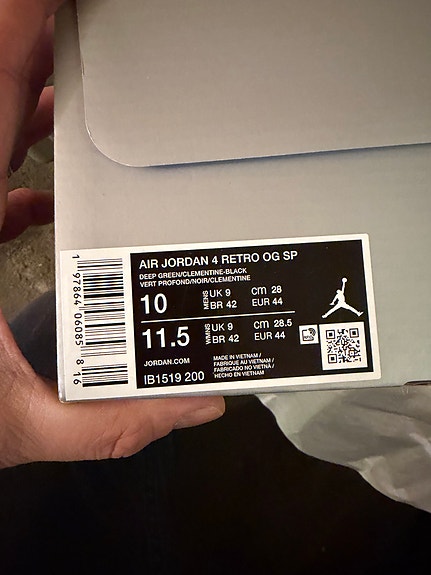 AIR JORDAN 4 RETRO OG SP
DEEP GREEN/CLEMENTINE-BLACK
VERT PROFOND/NOIR/CLEMENTINE
10 MENS UK 9 CM 28
BR 42 EUR 44
11.5 WMNS UK 9 CM 28.5
BR 42 EUR 44
JORDAN.COM
IB1519 200
MADE IN VIETNAM /
FABRIQUE AU VIETNAM /
FABRICADO NO VIETNÃ /
HECHO EN VIETNAM
1 97864 06085 8 16